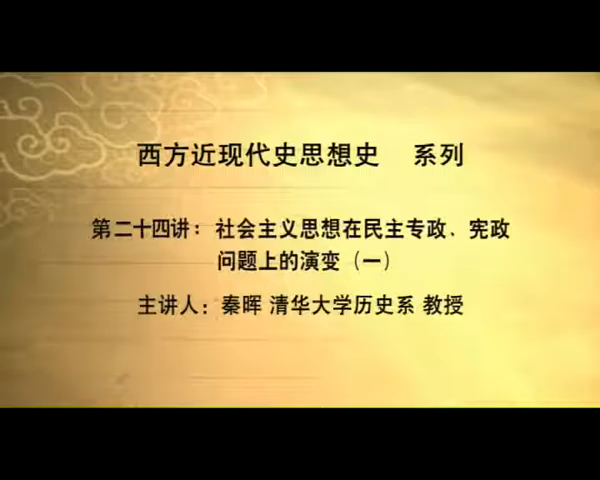 西方近现代史思想史 系列
第二十四讲：社会主义思想在民主专政、宪政
问题上的演变（一）
主讲人：秦晖 清华大学历史系 教授